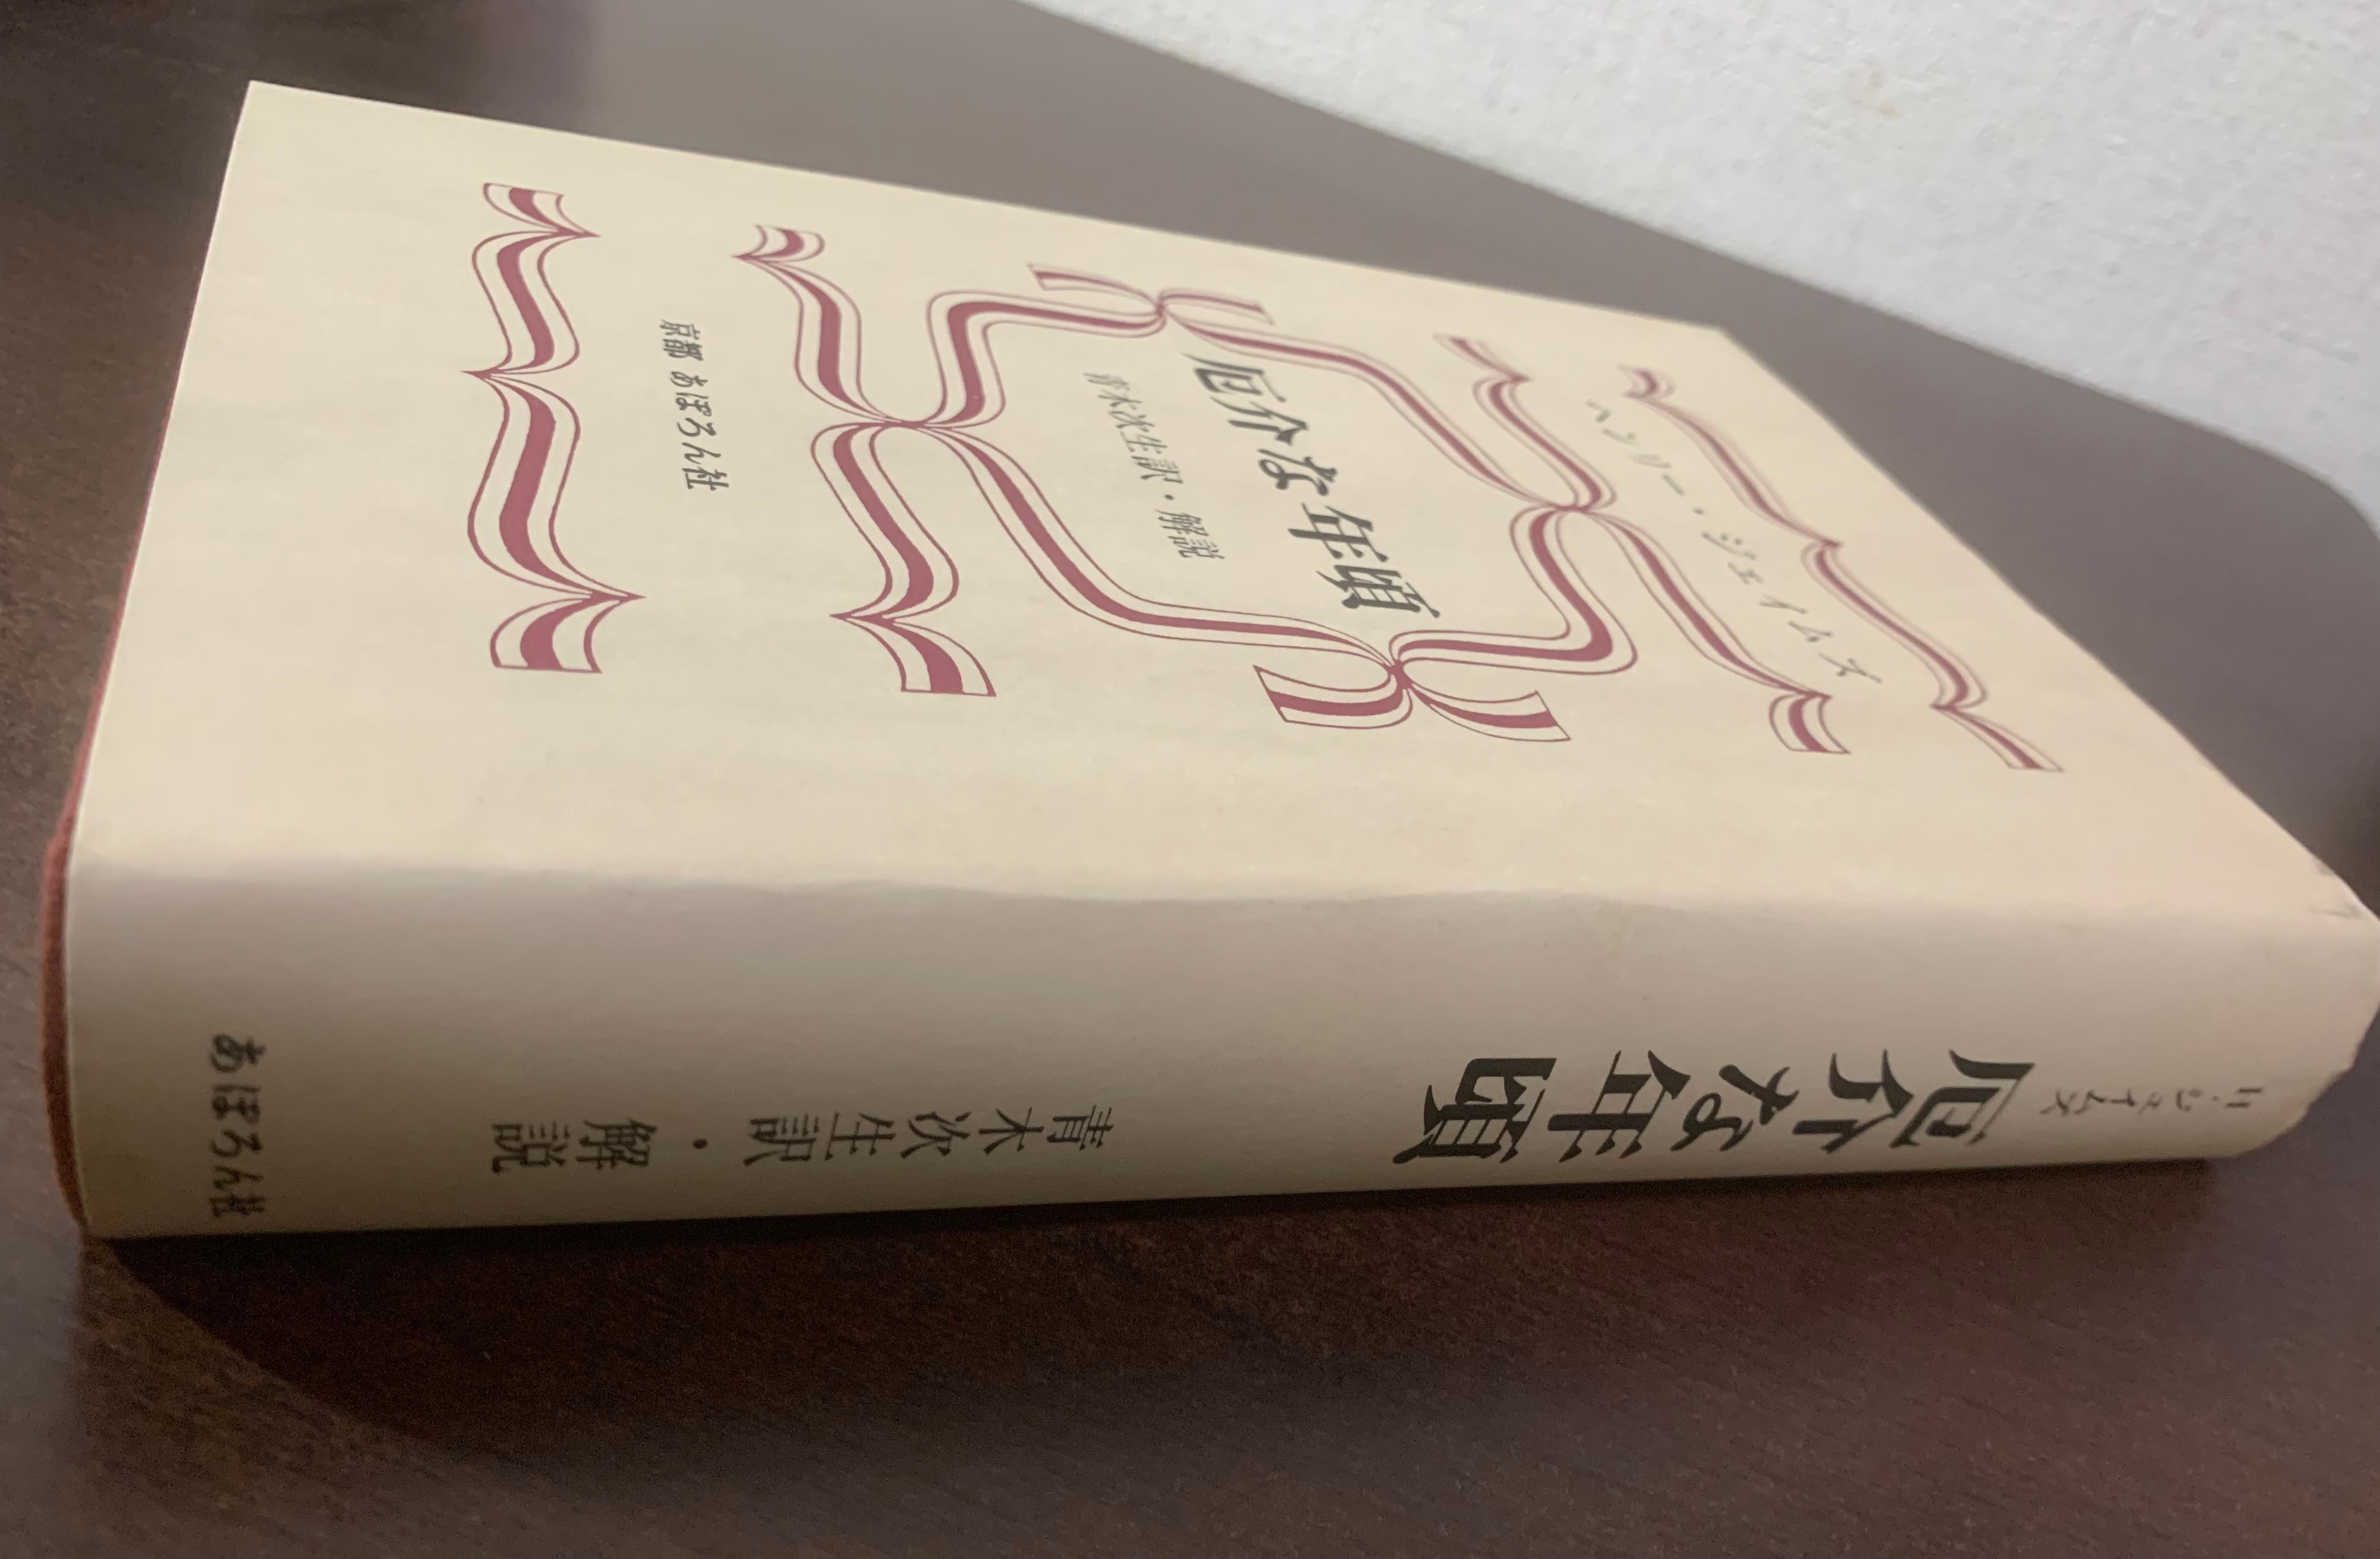 ヘンリー・ジェイムズ
厄介な年頃
青木次生訳・解説
京都 あぽろん社
H・ジェイムズ
厄介な年頃
青木次生訳・解説
あぽろん社